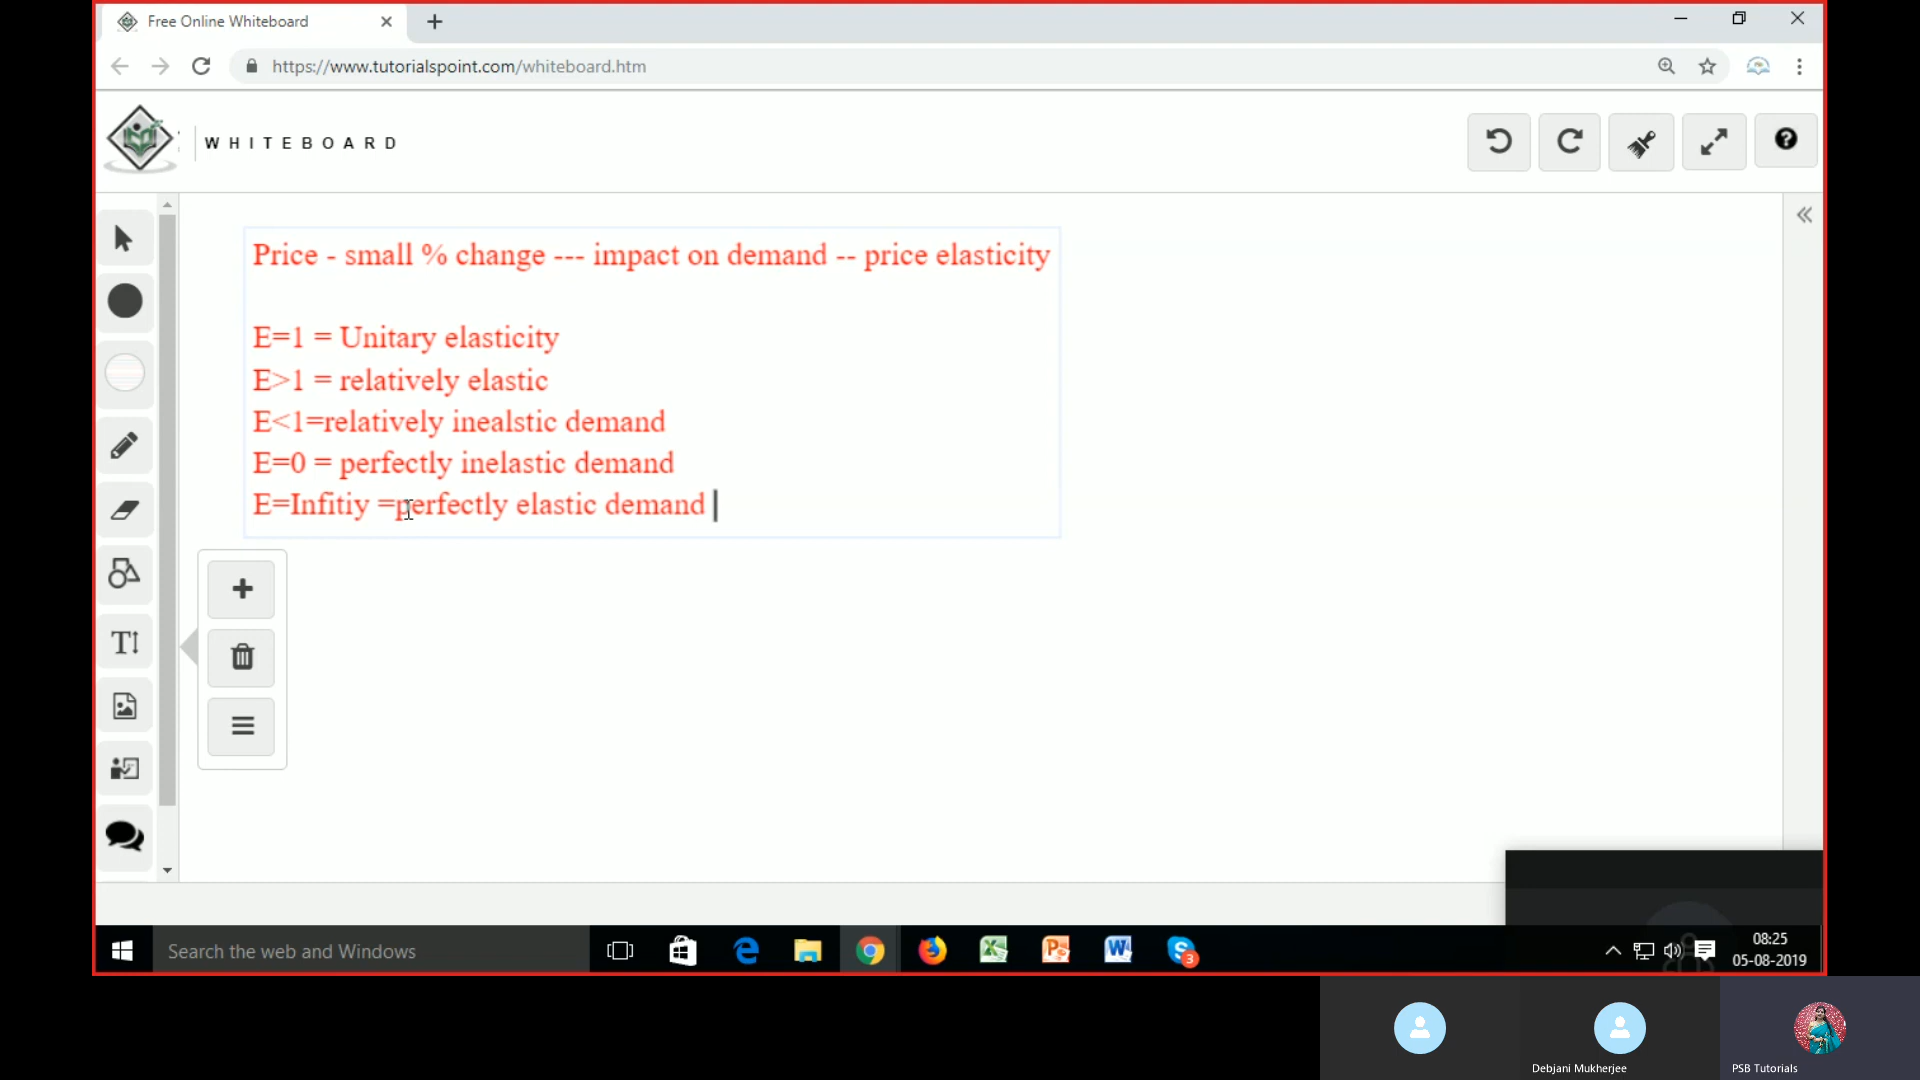 Free Online Whiteboard
https://www.tutorialspoint.com/whiteboard.htm
WHITEBOARD
Price - small % change --- impact on demand -- price elasticity
E=1 = Unitary elasticity
E>1 = relatively elastic
E<1=relatively inealstic demand
E=0 = perfectly inelastic demand
E=Infitiy =perfectly elastic demand
Search the web and Windows
3
08:25
05-08-2019
Debjani Mukherjee
PSB Tutorials